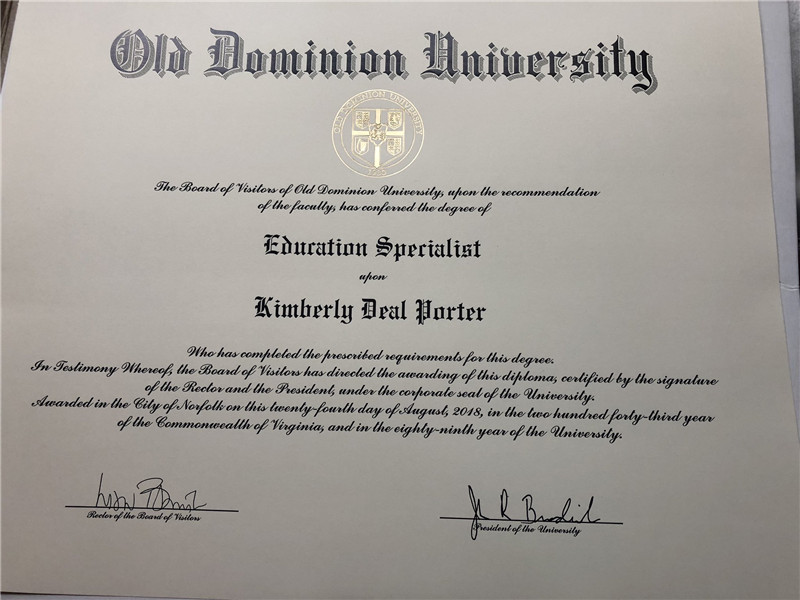 Old Dominion University
OLD DOMINION UNIVERSITY
The Board of Visitors of Old Dominion University, upon the recommendation
of the faculty, has conferred the degree of
Education Specialist
upon
Kimberly Deal Porter
Who has completed the prescribed requirements for this degree.
In Testimony Whereof, the Board of Visitors has directed the awarding of this diploma, certified by the signature
of the Rector and the President, under the corporate seal of the University.
Awarded in the City of Norfolk on this twenty-fourth day of August, 2018, in the two hundred forty-third year
of the Commonwealth of Virginia, and in the eighty-ninth year of the University.
Rector of the Board of Visitors
President of the University